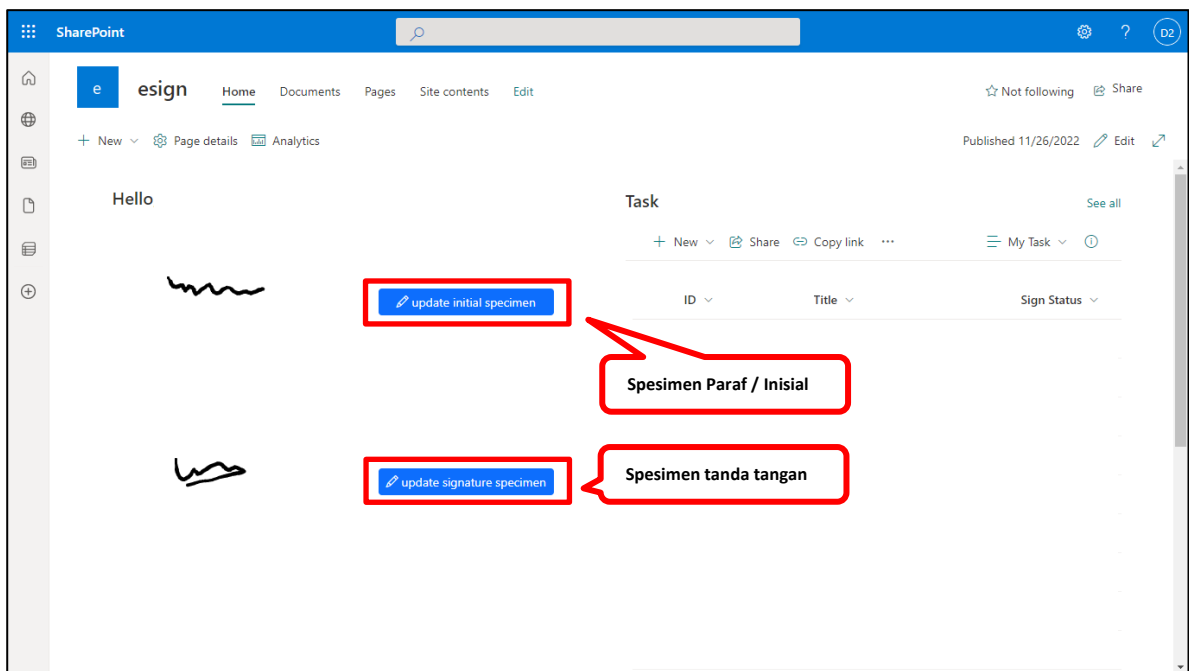 SharePoint
D2
e esign Home Documents Pages Site contents Edit
Not following Share
+ New Page details Analytics
Published 11/26/2022 Edit
Hello
update initial specimen
update signature specimen
Task See all
+ New Share Copy link ... My Task
ID Title Sign Status
Spesimen Paraf / Inisial
Spesimen tanda tangan